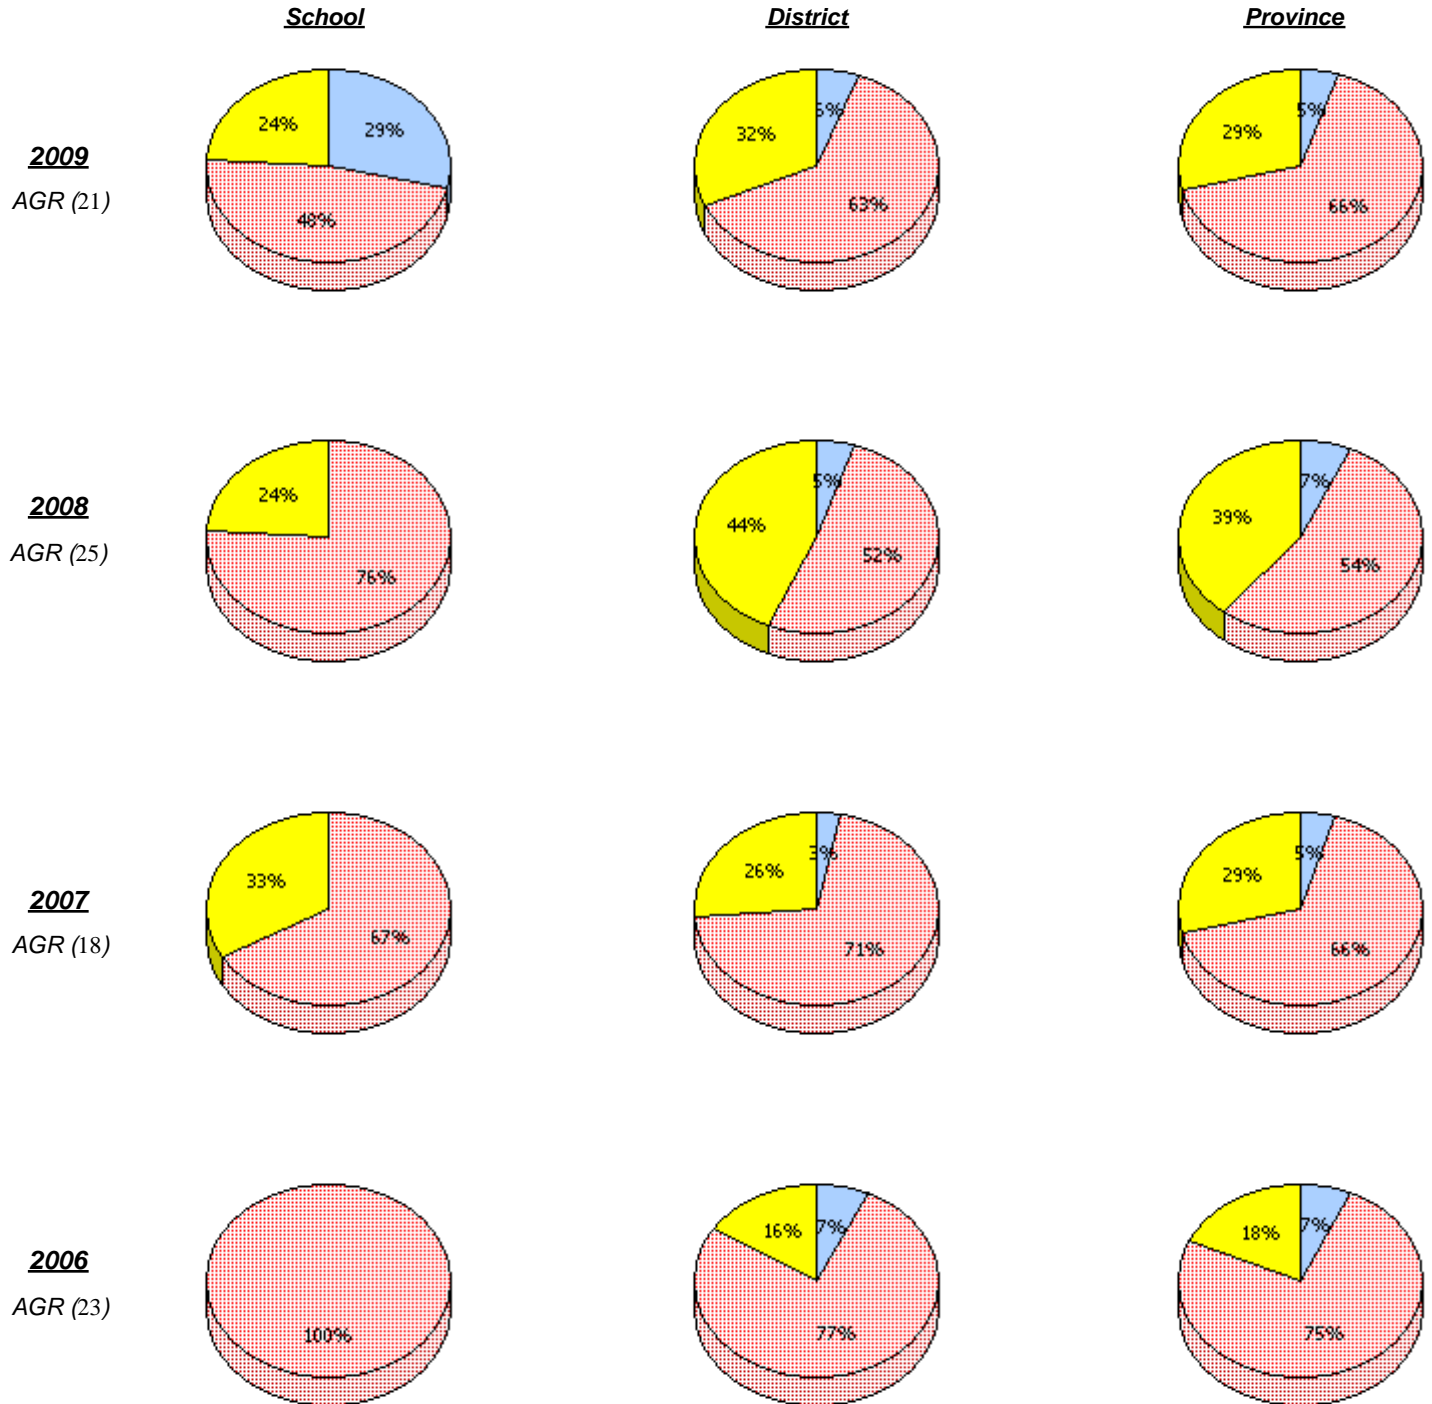 School District Province
24% 29% 32% 63% 29% 5% 66%
48%
2009
AGR (21)
24% 76% 44% 5% 52% 39% 7% 54%
2008
AGR (25)
33% 67% 26% 3% 71% 29% 5% 66%
2007
AGR (18)
100% 16% 7% 77% 18% 7% 75%
2006
AGR (23)